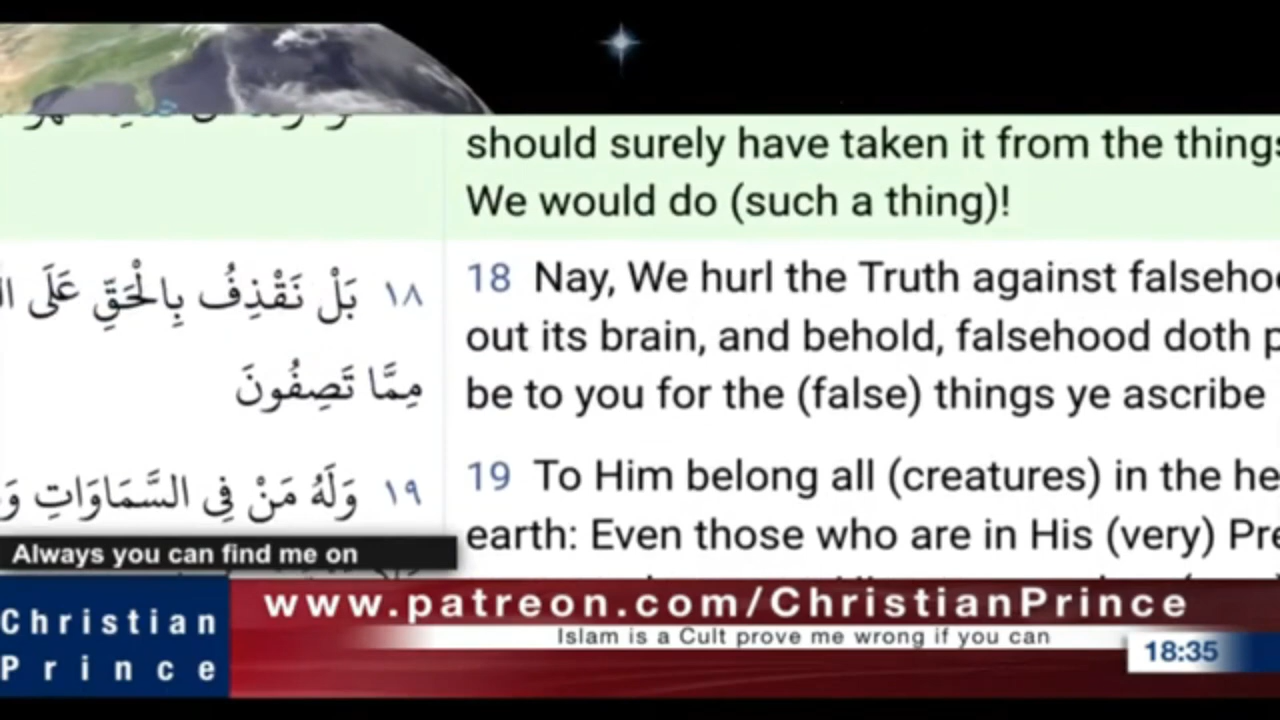 should surely have taken it from the things
We would do (such a thing)!
١٨ بَلْ نَقْذِفُ بِالْحَقِّ عَلَى
مِمَّا تَصِفُونَ
18 Nay, We hurl the Truth against
out its brain, and behold, falsehood doth
be to you for the (false) things ye ascribe
١٩ وَلَهُ مَنْ فِى السَّمَاوَاتِ
19 To Him belong all (creatures) in the
earth: Even those who are in His (very)
Always you can find me on
Christian
Prince
www.patreon.com/ChristianPrince
Islam is a Cult prove me wrong if you can
18:35